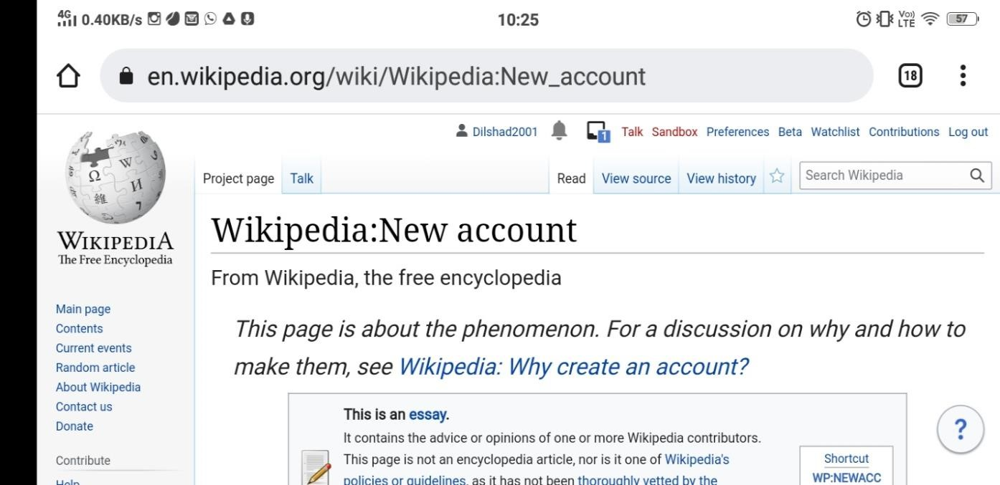 4G 0.40KB/s 10:25 Vo)) LTE 57
en.wikipedia.org/wiki/Wikipedia:New_account 18
Dilshad2001 1 Talk Sandbox Preferences Beta Watchlist Contributions Log out
Project page Talk Read View source View history Search Wikipedia
WIKIPEDIA
The Free Encyclopedia
Wikipedia:New account
From Wikipedia, the free encyclopedia
This page is about the phenomenon. For a discussion on why and how to
make them, see Wikipedia: Why create an account?
Main page
Contents
Current events
Random article
About Wikipedia
Contact us
Donate
Contribute
Help
This is an essay.
It contains the advice or opinions of one or more Wikipedia contributors.
This page is not an encyclopedia article, nor is it one of Wikipedia's
policies or guidelines, as it has not been thoroughly vetted by the
Shortcut
WP:NEWACC
?